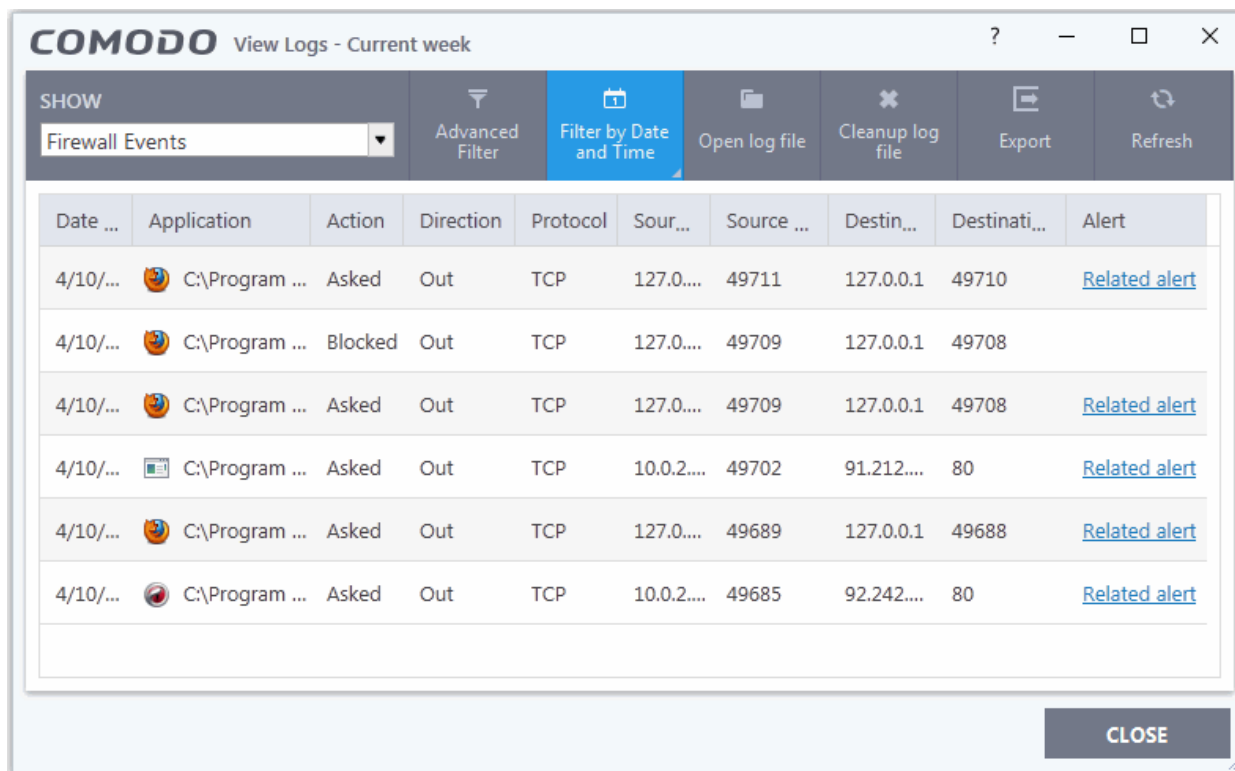 COMODO View Logs - Current week ?
SHOW
Firewall Events
Advanced Filter
Filter by Date and Time
Open log file
Cleanup log file
Export
Refresh
Date ... Application Action Direction Protocol Sour... Source ... Destin... Destinati... Alert
4/10/... C:\Program ... Asked Out TCP 127.0.... 49711 127.0.0.1 49710 Related alert
4/10/... C:\Program ... Blocked Out TCP 127.0.... 49709 127.0.0.1 49708
4/10/... C:\Program ... Asked Out TCP 127.0.... 49709 127.0.0.1 49708 Related alert
4/10/... C:\Program ... Asked Out TCP 10.0.2.... 49702 91.212.... 80 Related alert
4/10/... C:\Program ... Asked Out TCP 127.0.... 49689 127.0.0.1 49688 Related alert
4/10/... C:\Program ... Asked Out TCP 10.0.2.... 49685 92.242.... 80 Related alert
CLOSE